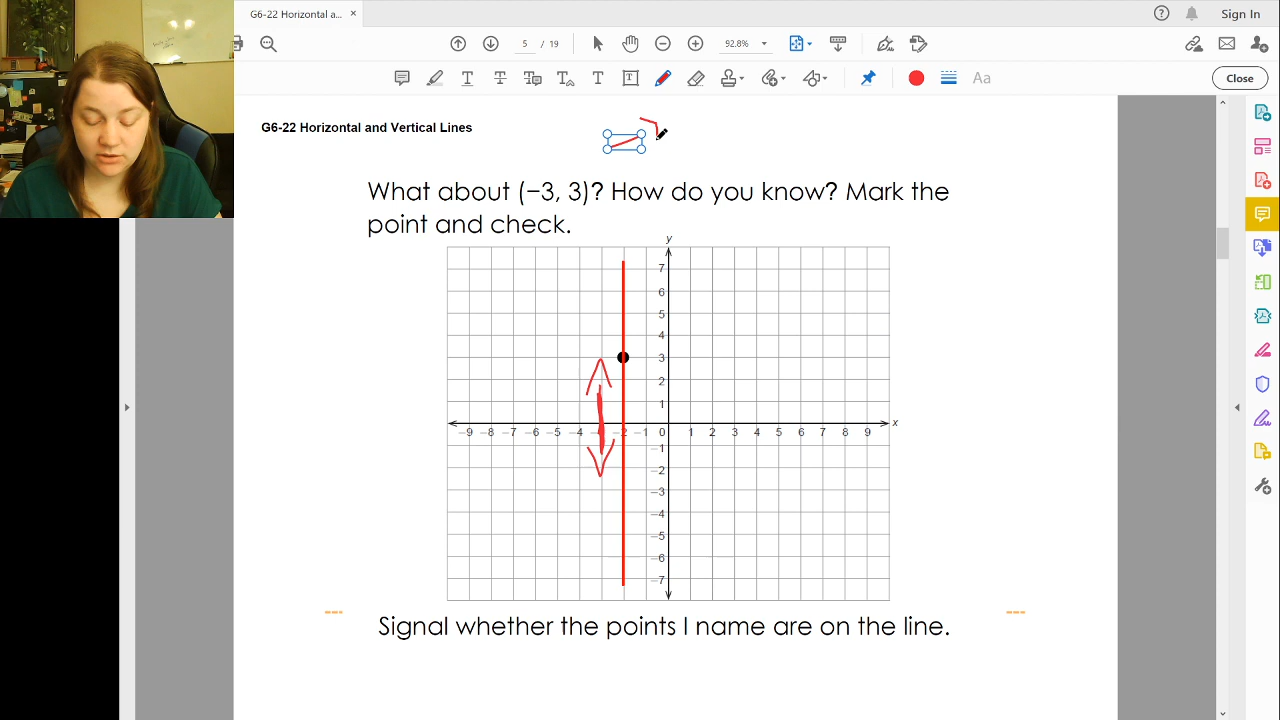 G6-22 Horizontal a...
Sign In
5 / 19
92.8%
Aa
Close
G6-22 Horizontal and Vertical Lines
What about (−3, 3)? How do you know? Mark the
point and check.
y
7
6
5
4
3
2
1
−9 −8 −7 −6 −5 −4 −2 −1 0 1 2 3 4 5 6 7 8 9 x
−1
−2
−3
−4
−5
−6
−7
Signal whether the points I name are on the line.